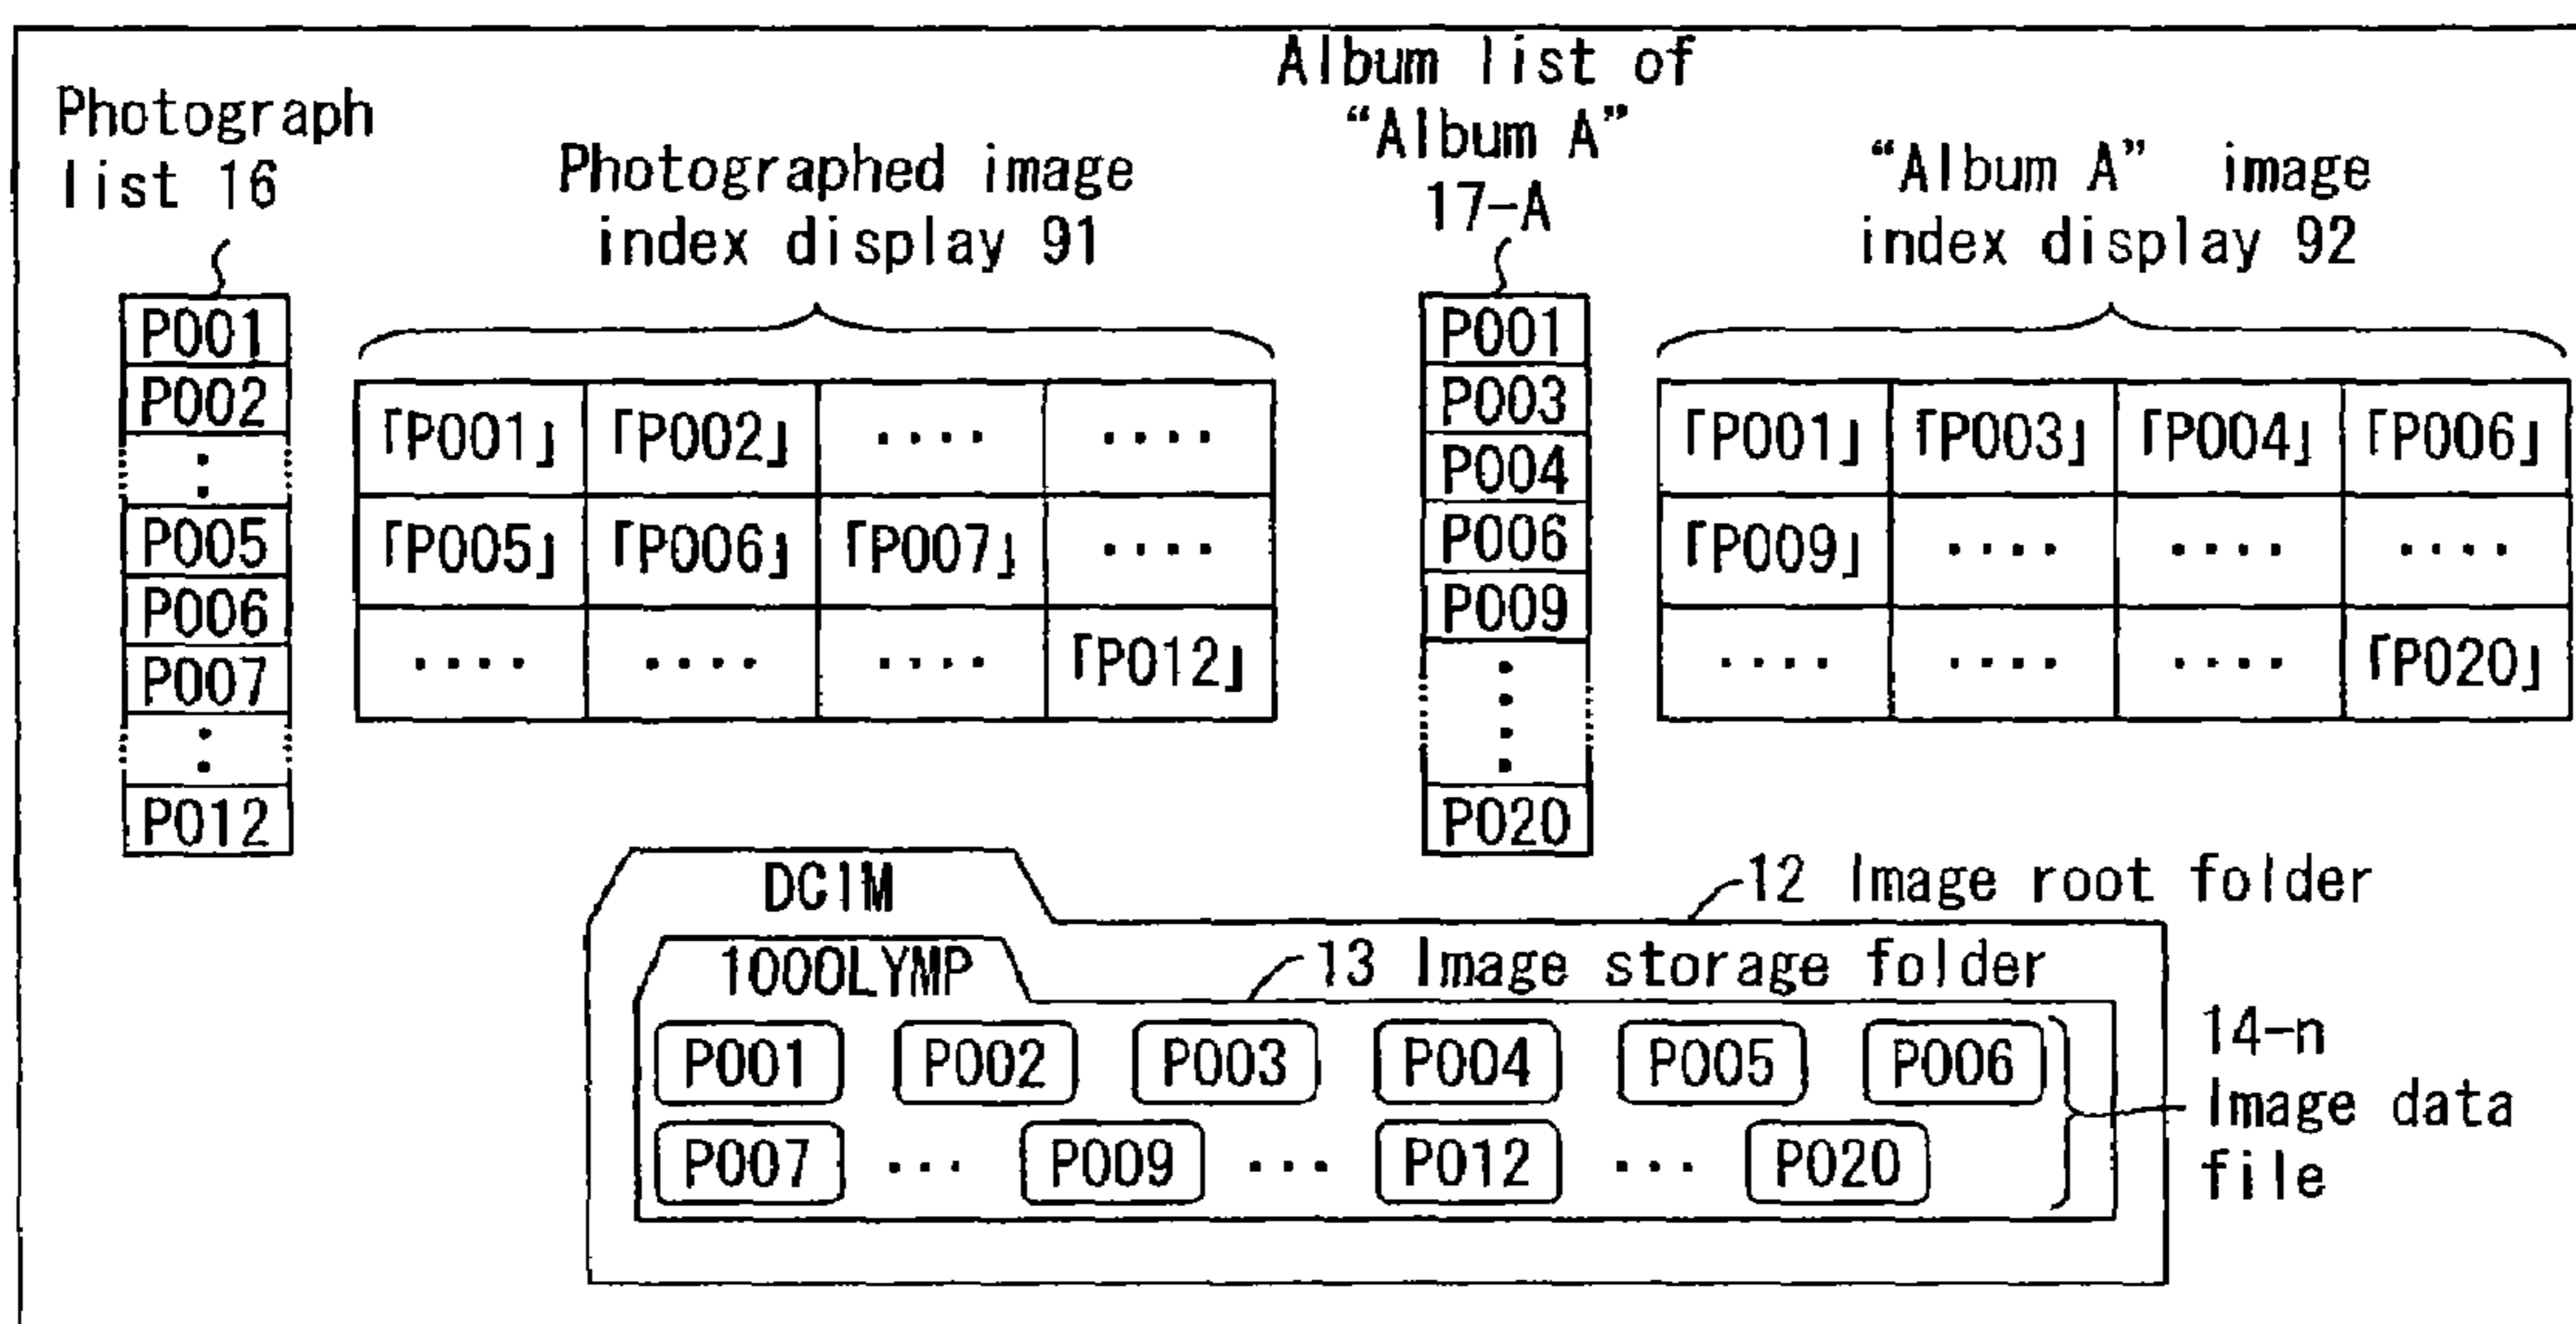 Photograph
list 16
P001
P002
P005
P006
P007
P012
Photographed image
index display 91
「P001」 「P002」 ···· ····
「P005」 「P006」 「P007」 ····
···· ···· ···· 「P012」
Album list of
“Album A”
17-A
P001
P003
P004
P006
P009
P020
“Album A” image
index display 92
「P001」 「P003」 「P004」 「P006」
「P009」 ···· ···· ····
···· ···· ···· 「P020」
DCIM
12 Image root folder
100OLYMP
13 Image storage folder
P001 P002 P003 P004 P005 P006
P007 ··· P009 ··· P012 ··· P020
14-n
Image data
file